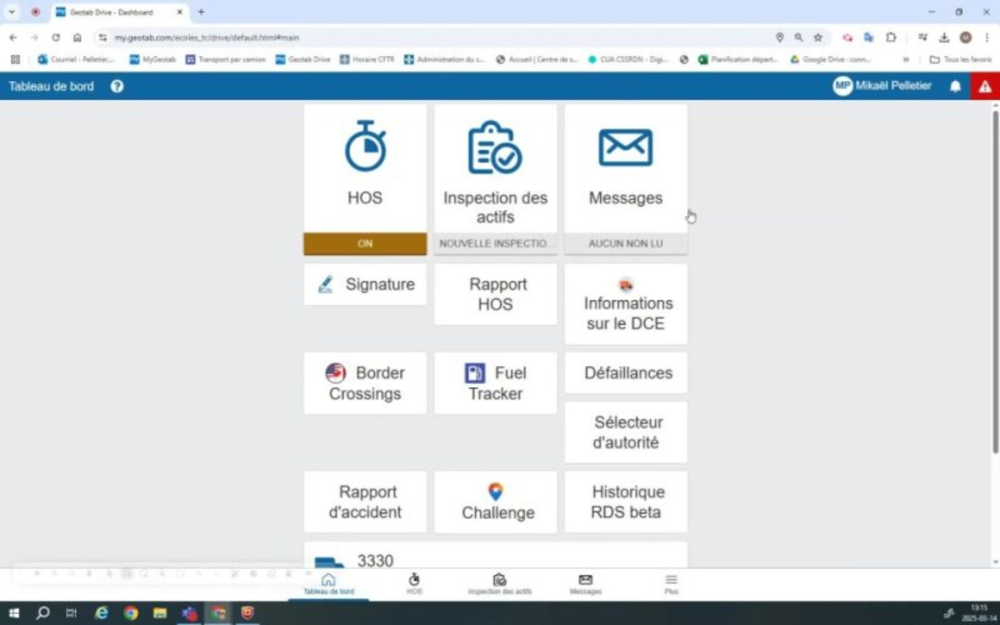 Geotab Drive - Dashboard
my.geotab.com/ecoles_tr/drive/default.html#main
Courriel - Pelletier,...
MyGeotab
Transport par camion
Geotab Drive
Horaire CFTR
Administration du c...
Accueil | Centre de s...
CUA CSSRDN - Digi...
Planification départ...
Google Drive : conn...
Tous les favoris
Tableau de bord
?
MP Mikaël Pelletier
HOS
ON
Inspection des
actifs
NOUVELLE INSPECTIO...
Messages
AUCUN NON LU
Signature
Rapport
HOS
Informations
sur le DCE
Border
Crossings
Fuel
Tracker
Défaillances
Sélecteur
d'autorité
Rapport
d'accident
Challenge
Historique
RDS beta
3330
Tableau de bord
HOS
Inspection des actifs
Messages
Plus
13:15